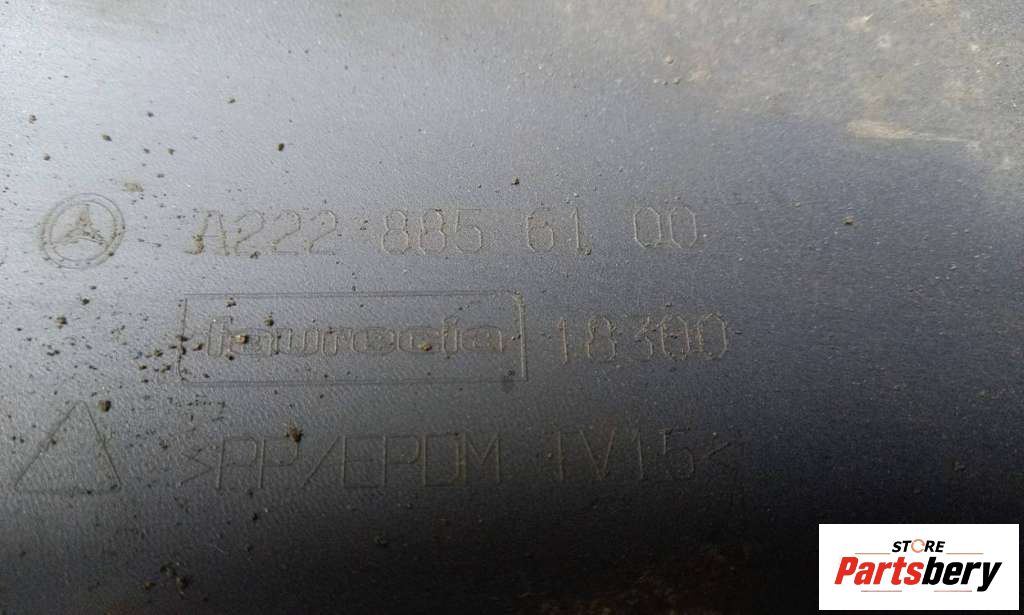 A222 885 61 00
faurecia 18300
>PP/EPDM TV15<
STORE
Partsbery